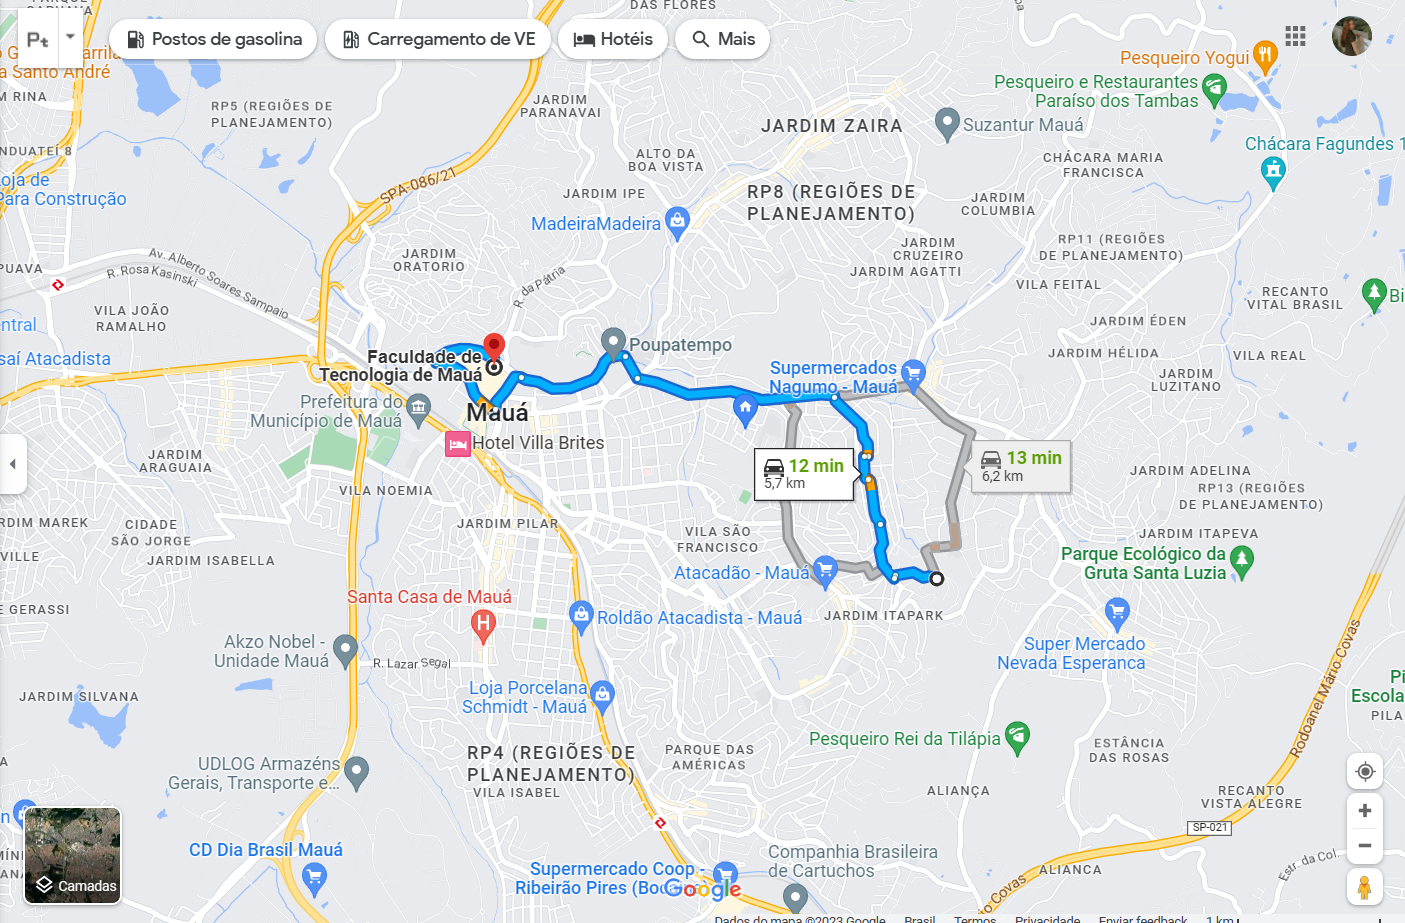 DAS FLORES
Postos de gasolina
Carregamento de VE
Hotéis
Mais
Pesqueiro Yogui
a Santo André
M RINA
Pesqueiro e Restaurantes
Paraíso dos Tambas
RP5 (REGIÕES DE
PLANEJAMENTO)
JARDIM
PARANAVAI
JARDIM ZAIRA
Suzantur Mauá
Chácara Fagundes 1
NDUATEÍ 8
ALTO DA
BOA VISTA
CHÁCARA MARIA
FRANCISCA
oja de
Para Construção
SPA-086/21
JARDIM IPE
RP8 (REGIÕES DE
PLANEJAMENTO)
JARDIM
COLUMBIA
MadeiraMadeira
RP11 (REGIÕES
DE PLANEJAMENTO)
JARDIM
CRUZEIRO
JARDIM AGATTI
JARDIM
ORATORIO
Av. Alberto Soares Sampaio
R. Rosa Kasinski
PUAVA
R. da Pátria
VILA FEITAL
RECANTO
VITAL BRASIL
Bi
VILA JOÃO
RAMALHO
entral
JARDIM ÉDEN
saí Atacadista
Faculdade de
Tecnologia de Mauá
Poupatempo
Supermercados
Nagumo - Mauá
JARDIM HÉLIDA
VILA REAL
JARDIM
LUZITANO
Prefeitura do
Município de Mauá
Mauá
Hotel Villa Brites
JARDIM
ARAGUAIA
12 min
5,7 km
13 min
6,2 km
JARDIM ADELINA
VILA NOEMIA
RP13 (REGIÕES
DE PLANEJAMENTO)
RDIM MAREK
CIDADE
SÃO JORGE
JARDIM PILAR
VILA SÃO
FRANCISCO
JARDIM ITAPEVA
VILLE
JARDIM ISABELLA
Parque Ecológico da
Gruta Santa Luzia
Atacadão - Mauá
Santa Casa de Mauá
E GERASSI
Roldão Atacadista - Mauá
JARDIM ITAPARK
Akzo Nobel -
Unidade Mauá
R. Lazar Segal
Super Mercado
Nevada Esperanca
Rodoanel Mário Covas
JARDIM SILVANA
Loja Porcelana
Schmidt - Mauá
Pi
Escola
PILA
Pesqueiro Rei da Tilápia
RP4 (REGIÕES DE
PLANEJAMENTO)
VILA ISABEL
PARQUE DAS
AMÉRICAS
ESTÂNCIA
DAS ROSAS
UDLOG Armazéns
Gerais, Transporte e...
ALIANÇA
RECANTO
VISTA ALEGRE
SP-021
CD Dia Brasil Mauá
Companhia Brasileira
de Cartuchos
Supermercado Coop -
Ribeirão Pires
Google
ALIANCA
Estr. da Col.
Covas
Camadas
Dados do mapa ©2023 Google Brasil Termos Privacidade Enviar feedback 1 km